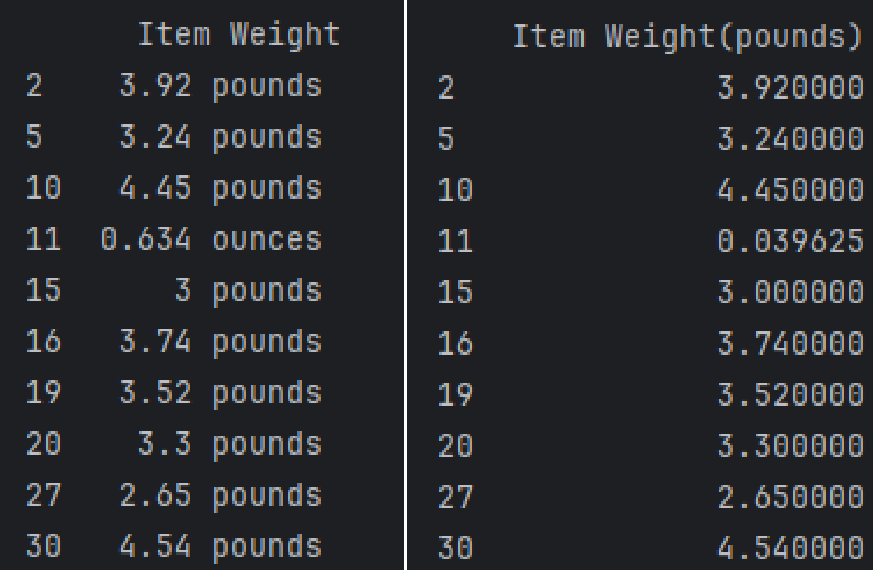 Item Weight
2 3.92 pounds
5 3.24 pounds
10 4.45 pounds
11 0.634 ounces
15 3 pounds
16 3.74 pounds
19 3.52 pounds
20 3.3 pounds
27 2.65 pounds
30 4.54 pounds
Item Weight(pounds)
2 3.920000
5 3.240000
10 4.450000
11 0.039625
15 3.000000
16 3.740000
19 3.520000
20 3.300000
27 2.650000
30 4.540000